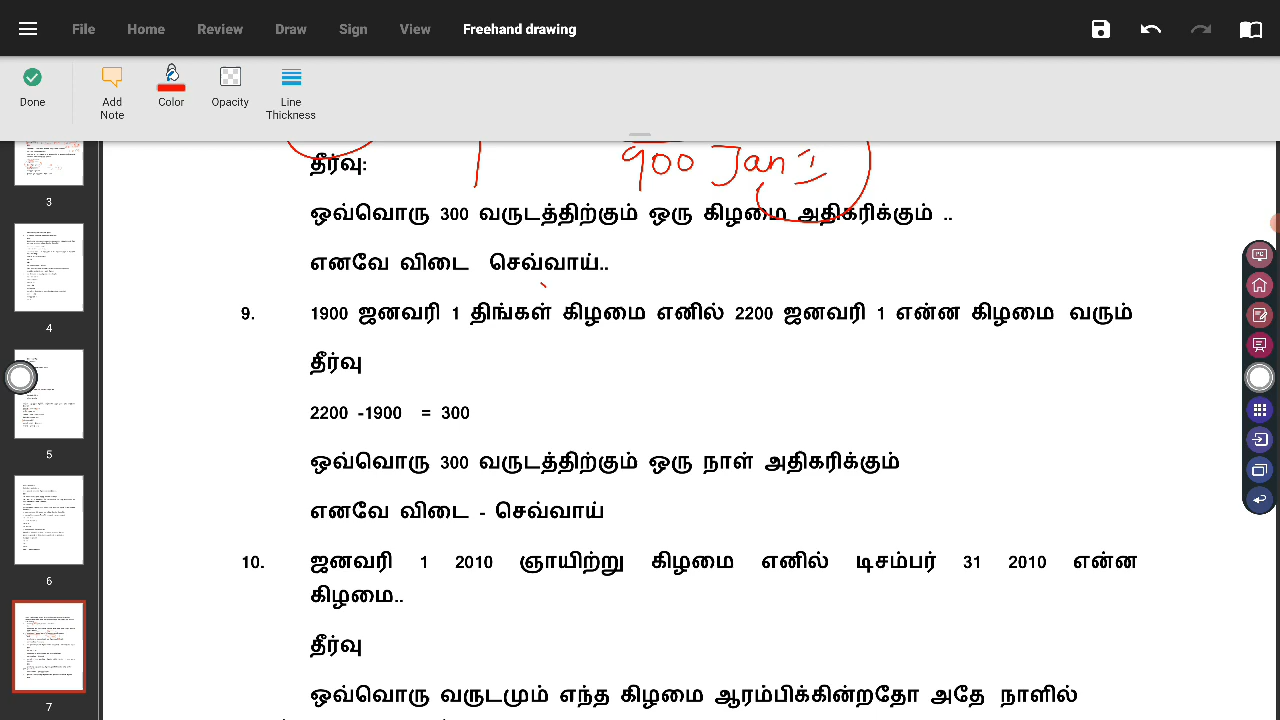 File Home Review Draw Sign View Freehand drawing
Done Add Note Color Opacity Line Thickness
3
4
5
6
7
தீர்வு: 900 Jan 1
ஒவ்வொரு 300 வருடத்திற்கும் ஒரு கிழமை அதிகரிக்கும் ..
எனவே விடை செவ்வாய்..
9. 1900 ஜனவரி 1 திங்கள் கிழமை எனில் 2200 ஜனவரி 1 என்ன கிழமை வரும்
தீர்வு
2200 -1900 = 300
ஒவ்வொரு 300 வருடத்திற்கும் ஒரு நாள் அதிகரிக்கும்
எனவே விடை - செவ்வாய்
10. ஜனவரி 1 2010 ஞாயிற்று கிழமை எனில் டிசம்பர் 31 2010 என்ன
கிழமை..
தீர்வு
ஒவ்வொரு வருடமும் எந்த கிழமை ஆரம்பிக்கின்றதோ அதே நாளில்